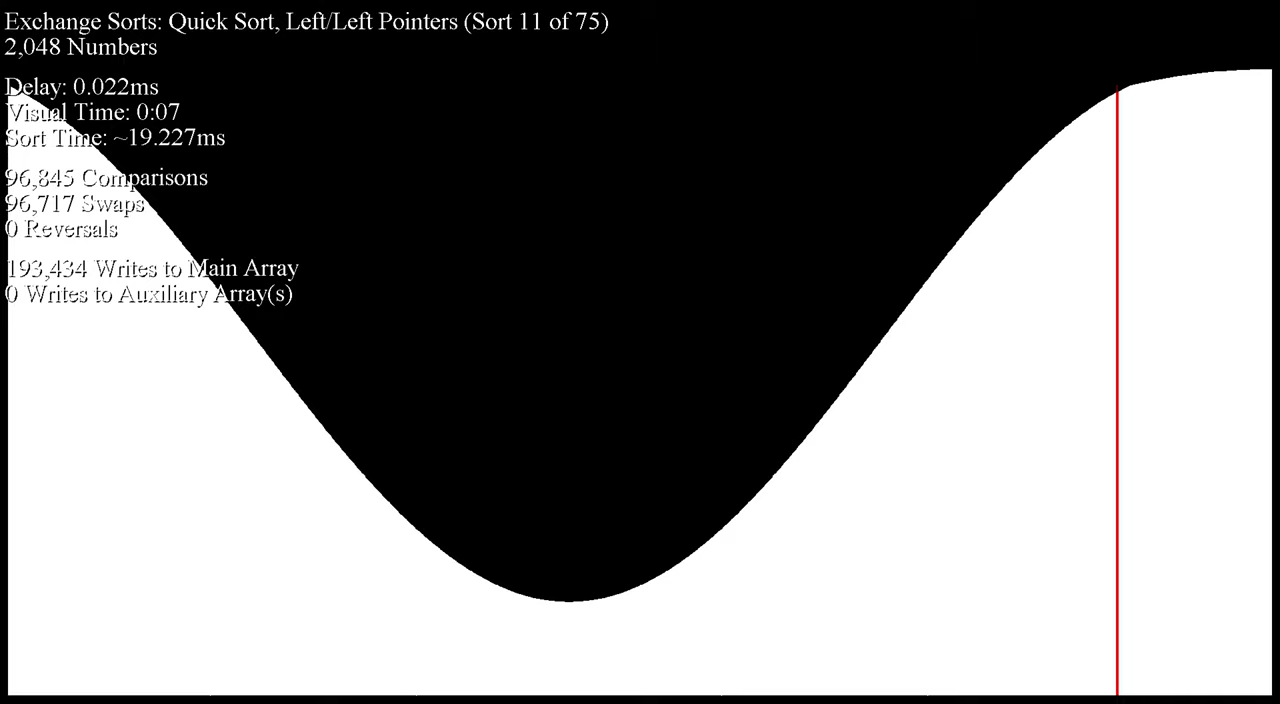 Exchange Sorts: Quick Sort, Left/Left Pointers (Sort 11 of 75)
2,048 Numbers
Delay: 0.022ms
Visual Time: 0:07
Sort Time: ~19.227ms
96,845 Comparisons
96,717 Swaps
0 Reversals
193,434 Writes to Main Array
0 Writes to Auxiliary Array(s)